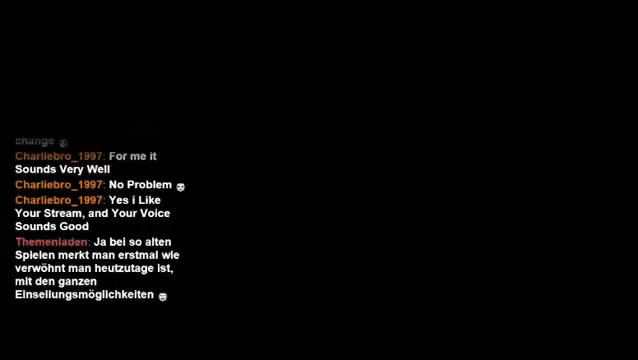 change
Charliebro_1997: For me it
Sounds Very Well
Charliebro_1997: No Problem
Charliebro_1997: Yes i Like
Your Stream, and Your Voice
Sounds Good
Themenladen: Ja bei so alten
Spielen merkt man erstmal wie
verwöhnt man heutzutage ist,
mit den ganzen
Einsellungsmöglichkeiten